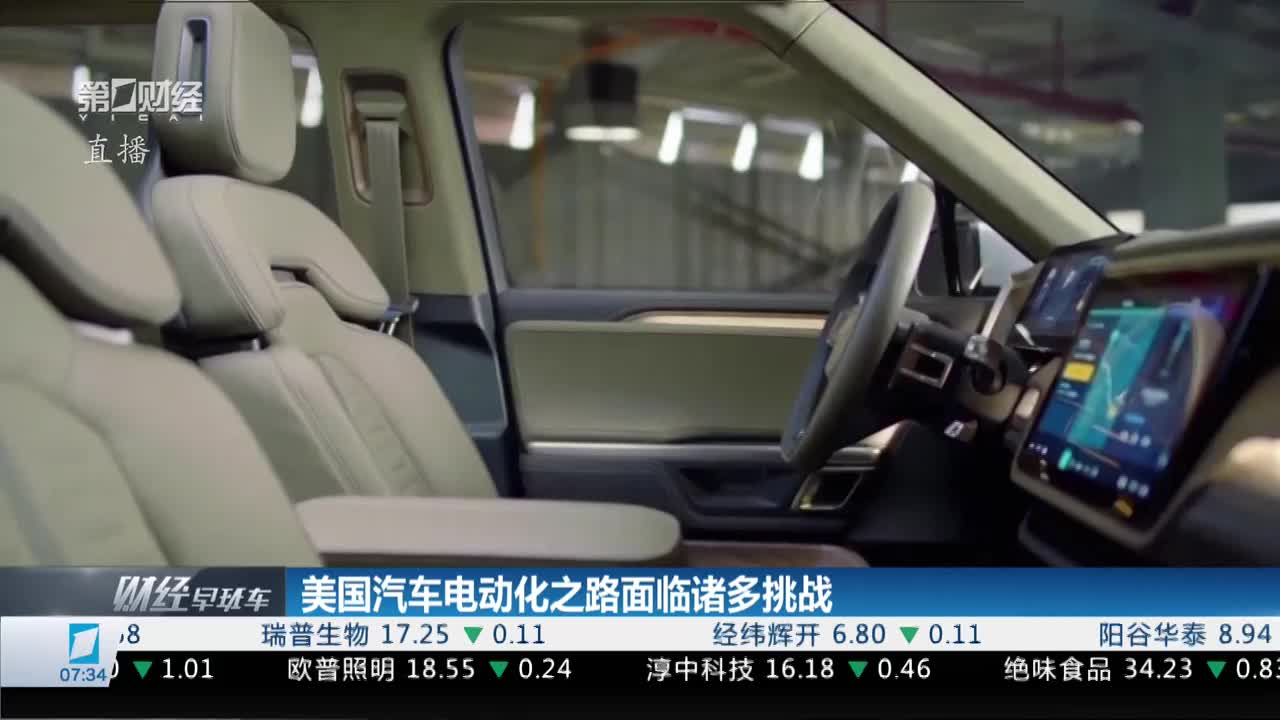 第一财经
YICAI
直播
财经早班车 美国汽车电动化之路面临诸多挑战
瑞普生物 17.25 ▼ 0.11 经纬辉开 6.80 ▼ 0.11 阳谷华泰 8.94
07:34 ▼ 1.01 欧普照明 18.55 ▼ 0.24 淳中科技 16.18 ▼ 0.46 绝味食品 34.23 ▼ 0.83